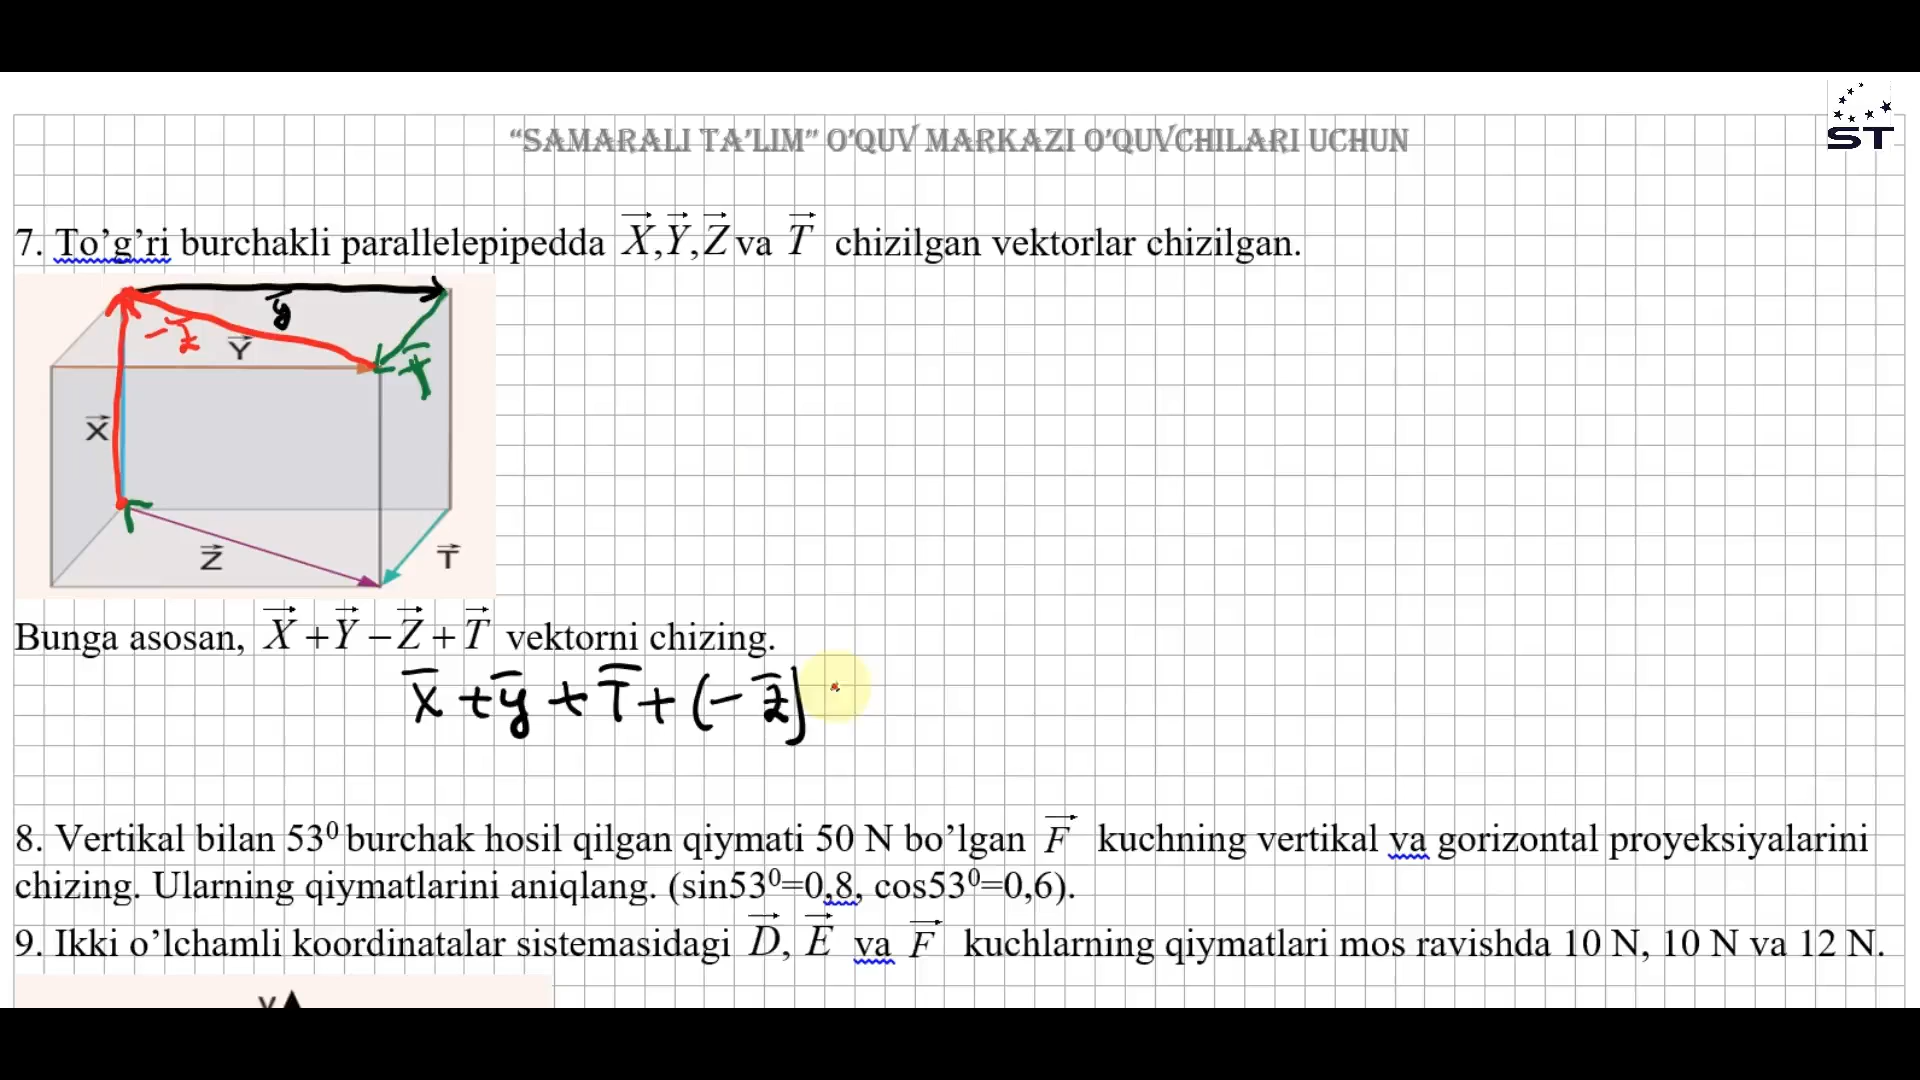 ST
“SAMARALI TA’LIM” O’QUV MARKAZI O’QUVCHILARI UCHUN
7. To’g’ri burchakli parallelepipedda X,Y,Z va T chizilgan vektorlar chizilgan.
y
-z
Y
T
X
Z
T
Bunga asosan, X+Y−Z+T vektorni chizing.
x+y+T+(-z)
8. Vertikal bilan 53⁰ burchak hosil qilgan qiymati 50 N bo’lgan F kuchning vertikal va gorizontal proyeksiyalarini
chizing. Ularning qiymatlarini aniqlang. (sin53⁰=0,8, cos53⁰=0,6).
9. Ikki o’lchamli koordinatalar sistemasidagi D, E va F kuchlarning qiymatlari mos ravishda 10 N, 10 N va 12 N.